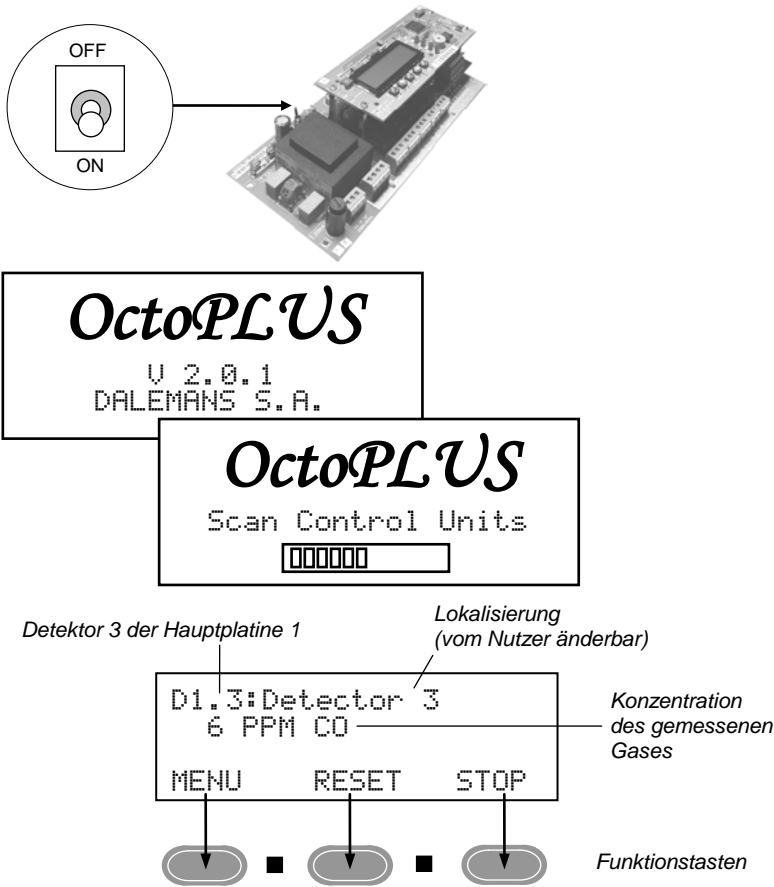 OFF
ON
OctoPLUS
V 2.0.1
DALEMANS S.A.
OctoPLUS
Scan Control Units
Detektor 3 der Hauptplatine 1
Lokalisierung
(vom Nutzer änderbar)
D1.3:Detector 3
6 PPM CO
Konzentration
des gemessenen
Gases
MENU RESET STOP
Funktionstasten